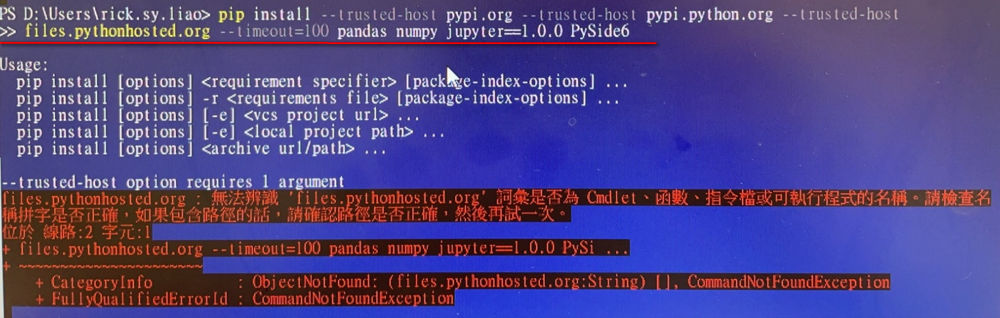 PS D:\Users\rick.sy.liao> pip install --trusted-host pypi.org --trusted-host pypi.python.org --trusted-host
>> files.pythonhosted.org --timeout=100 pandas numpy jupyter==1.0.0 PySide6
Usage:
pip install [options] <requirement specifier> [package-index-options] ...
pip install [options] -r <requirements file> [package-index-options] ...
pip install [options] [-e] <vcs project url> ...
pip install [options] [-e] <local project path> ...
pip install [options] <archive url/path> ...
--trusted-host option requires 1 argument
files.pythonhosted.org : 無法辨識 'files.pythonhosted.org' 詞彙是否為 Cmdlet、函數、指令檔或可執行程式的名稱。請檢查名
稱拼字是否正確，如果包含路徑的話，請確認路徑是否正確，然後再試一次。
位於 線路:2 字元:1
+ files.pythonhosted.org --timeout=100 pandas numpy jupyter==1.0.0 PySi ...
+ ~~~~~~~~~~~~~~~~~~~~~~
+ CategoryInfo : ObjectNotFound: (files.pythonhosted.org:String) [], CommandNotFoundException
+ FullyQualifiedErrorId : CommandNotFoundException